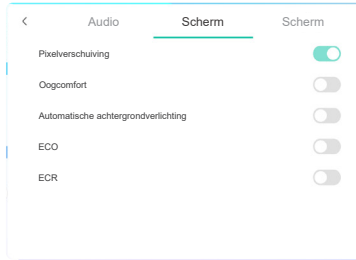 Audio Scherm Scherm
Pixelverschuiving
Oogcomfort
Automatische achtergrondverlichting
ECO
ECR